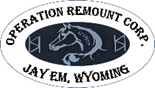 OPERATION REMOUNT CORP.
JAY EM, WYOMING